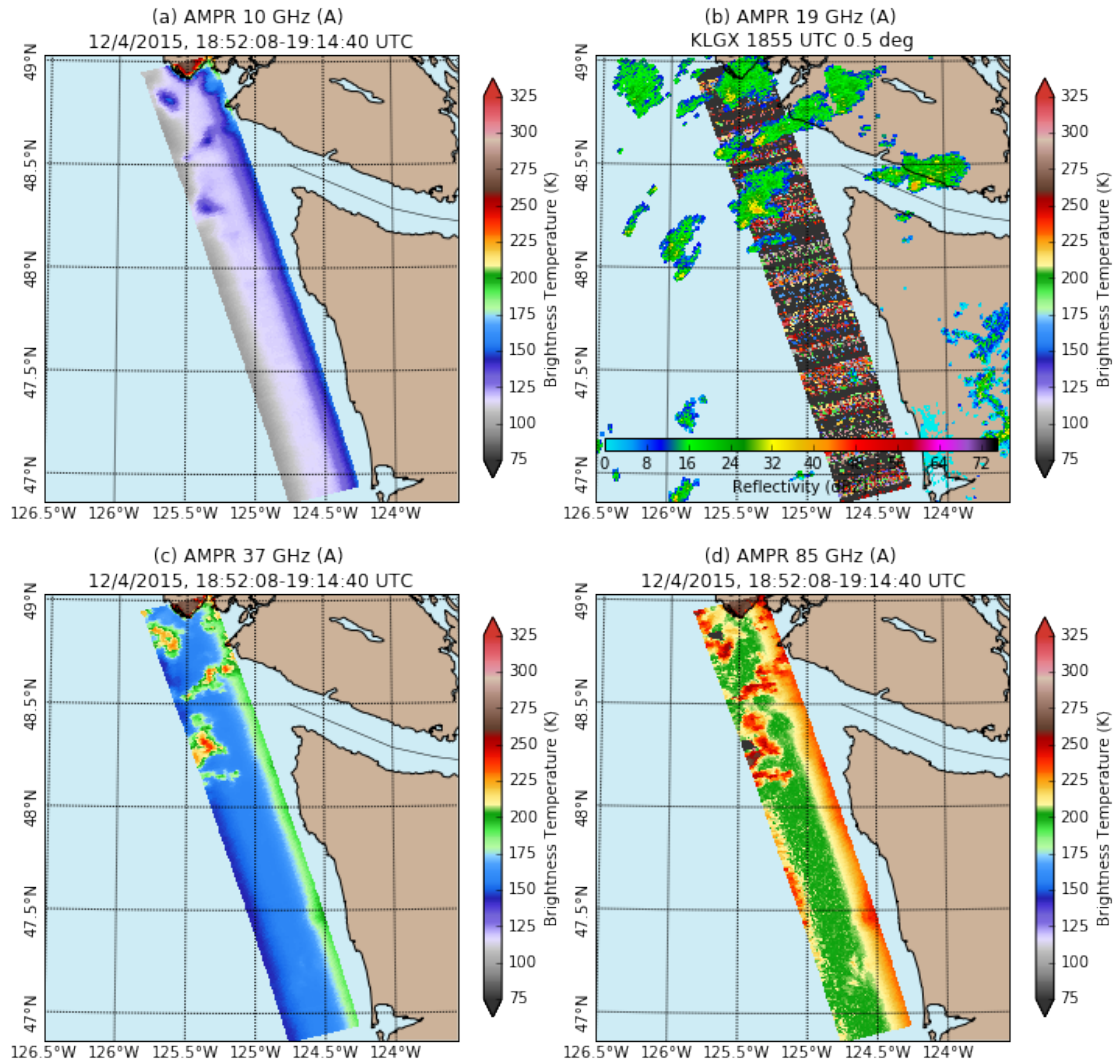 (a) AMPR 10 GHz (A)
12/4/2015, 18:52:08-19:14:40 UTC
49°N
48.5°N
48°N
47.5°N
47°N
126.5°W 126°W 125.5°W 125°W 124.5°W 124°W
325
300
275
250
225
200
175
150
125
100
75
Brightness Temperature (K)
(b) AMPR 19 GHz (A)
KLGX 1855 UTC 0.5 deg
49°N
48.5°N
48°N
47.5°N
47°N
0 8 16 24 32 40 64 72
Reflectivity
126.5°W 126°W 125.5°W 125°W 124.5°W 124°W
325
300
275
250
225
200
175
150
125
100
75
Brightness Temperature (K)
(c) AMPR 37 GHz (A)
12/4/2015, 18:52:08-19:14:40 UTC
49°N
48.5°N
48°N
47.5°N
47°N
126.5°W 126°W 125.5°W 125°W 124.5°W 124°W
325
300
275
250
225
200
175
150
125
100
75
Brightness Temperature (K)
(d) AMPR 85 GHz (A)
12/4/2015, 18:52:08-19:14:40 UTC
49°N
48.5°N
48°N
47.5°N
47°N
126.5°W 126°W 125.5°W 125°W 124.5°W 124°W
325
300
275
250
225
200
175
150
125
100
75
Brightness Temperature (K)